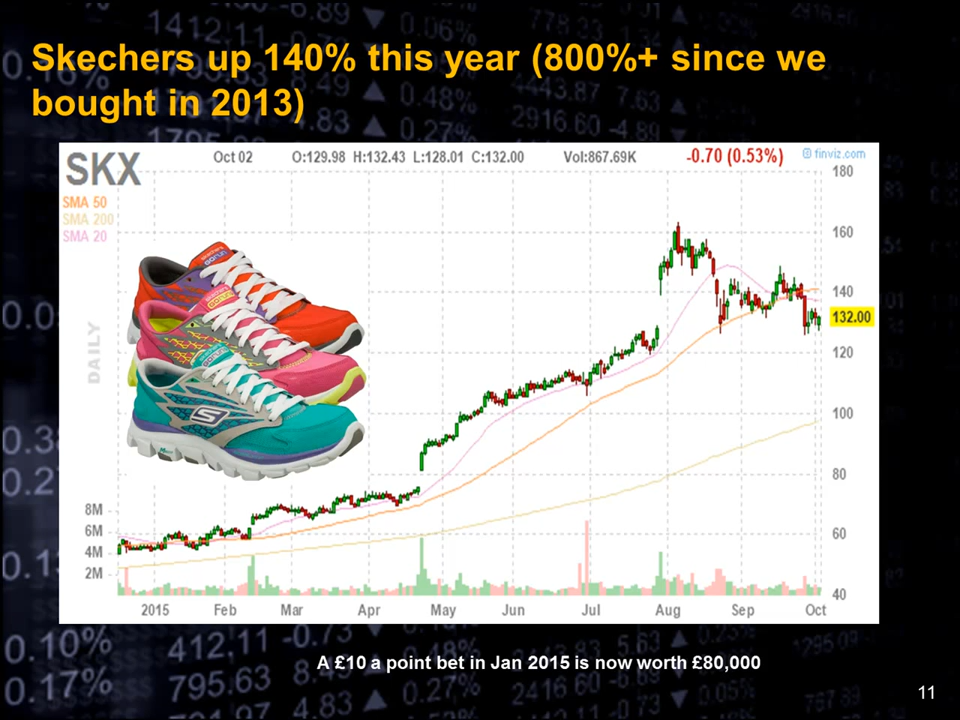 Skechers up 140% this year (800%+ since we
bought in 2013)
SKX
Oct 02 O:129.98 H:132.43 L:128.01 C:132.00 Vol:867.69K -0.70 (0.53%) © finviz.com
SMA 50
SMA 200
SMA 20
DAILY
180
160
140
132.00
120
100
80
60
40
8M
6M
4M
2M
2015 Feb Mar Apr May Jun Jul Aug Sep Oct
A £10 a point bet in Jan 2015 is now worth £80,000
11